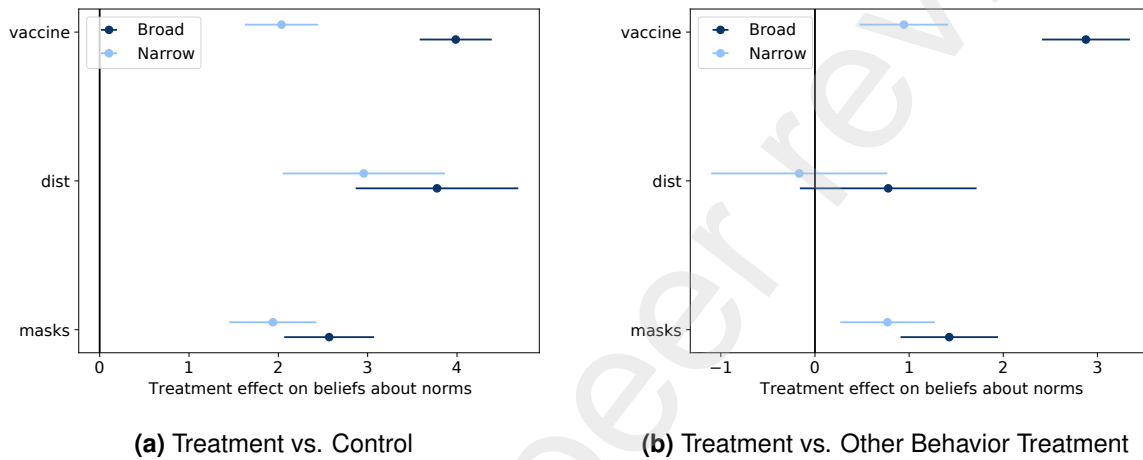 vaccine
dist
masks
Broad
Narrow
0 1 2 3 4
Treatment effect on beliefs about norms
(a) Treatment vs. Control
vaccine
dist
masks
Broad
Narrow
−1 0 1 2 3
Treatment effect on beliefs about norms
(b) Treatment vs. Other Behavior Treatment
peer rev